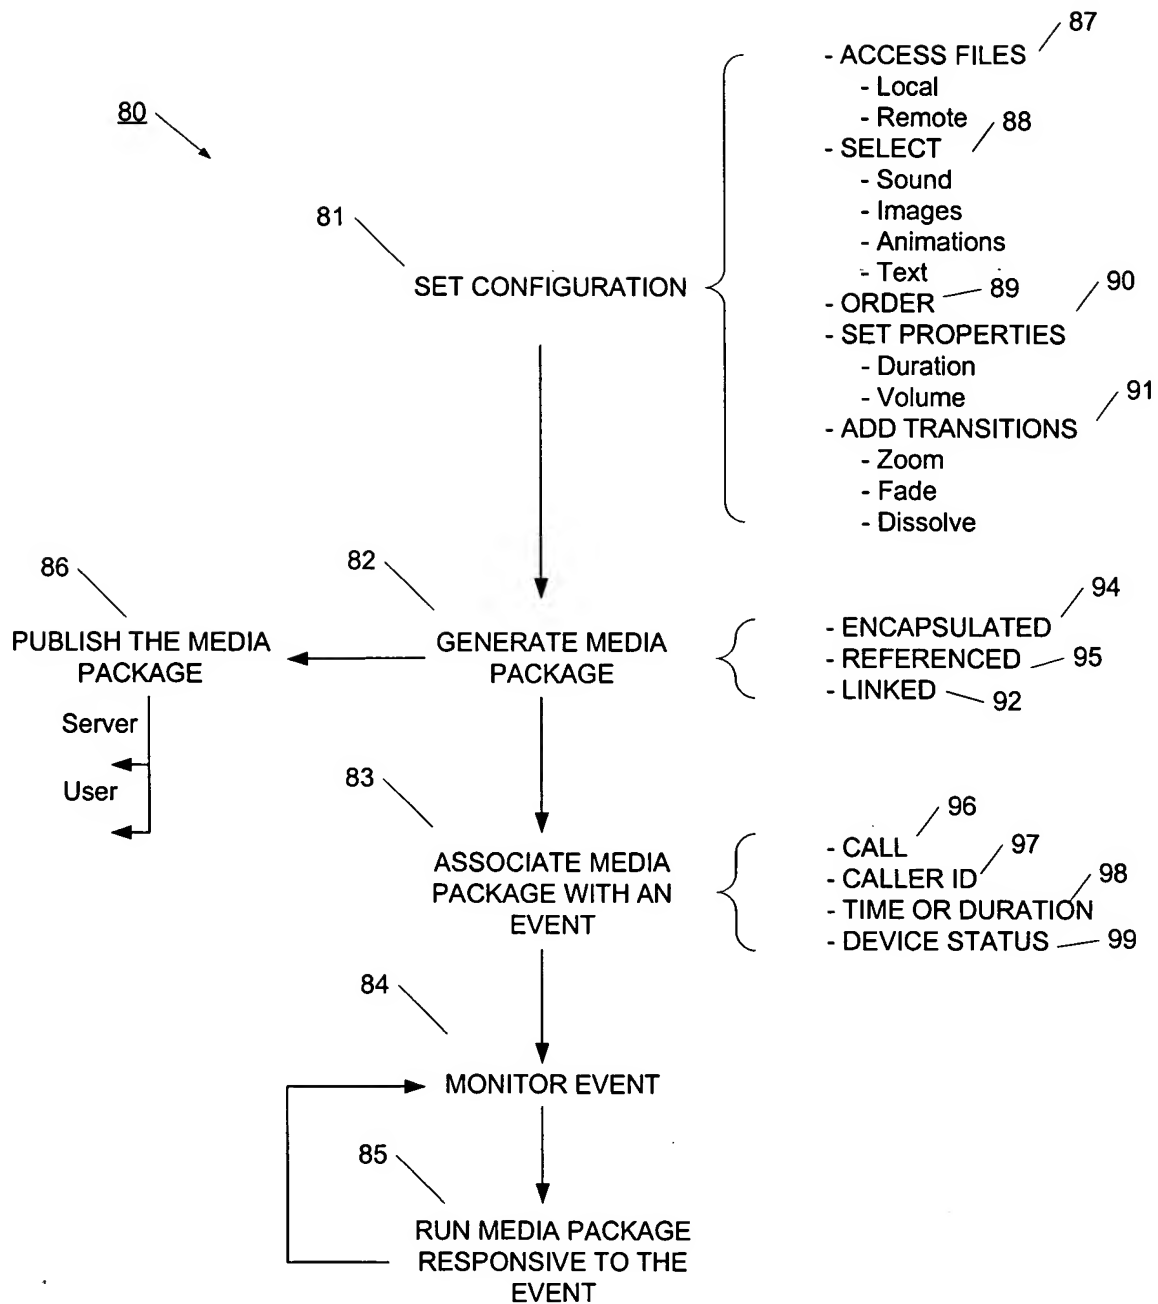 87
- ACCESS FILES
- Local
- Remote
80
88
- SELECT
- Sound
- Images
- Animations
- Text
81
SET CONFIGURATION
89
- ORDER
90
- SET PROPERTIES
- Duration
- Volume
91
- ADD TRANSITIONS
- Zoom
- Fade
- Dissolve
86
PUBLISH THE MEDIA
PACKAGE
Server
User
82
GENERATE MEDIA
PACKAGE
94
- ENCAPSULATED
- REFERENCED 95
- LINKED 92
83
ASSOCIATE MEDIA
PACKAGE WITH AN
EVENT
96
- CALL
97
- CALLER ID
98
- TIME OR DURATION
- DEVICE STATUS 99
84
MONITOR EVENT
85
RUN MEDIA PACKAGE
RESPONSIVE TO THE
EVENT